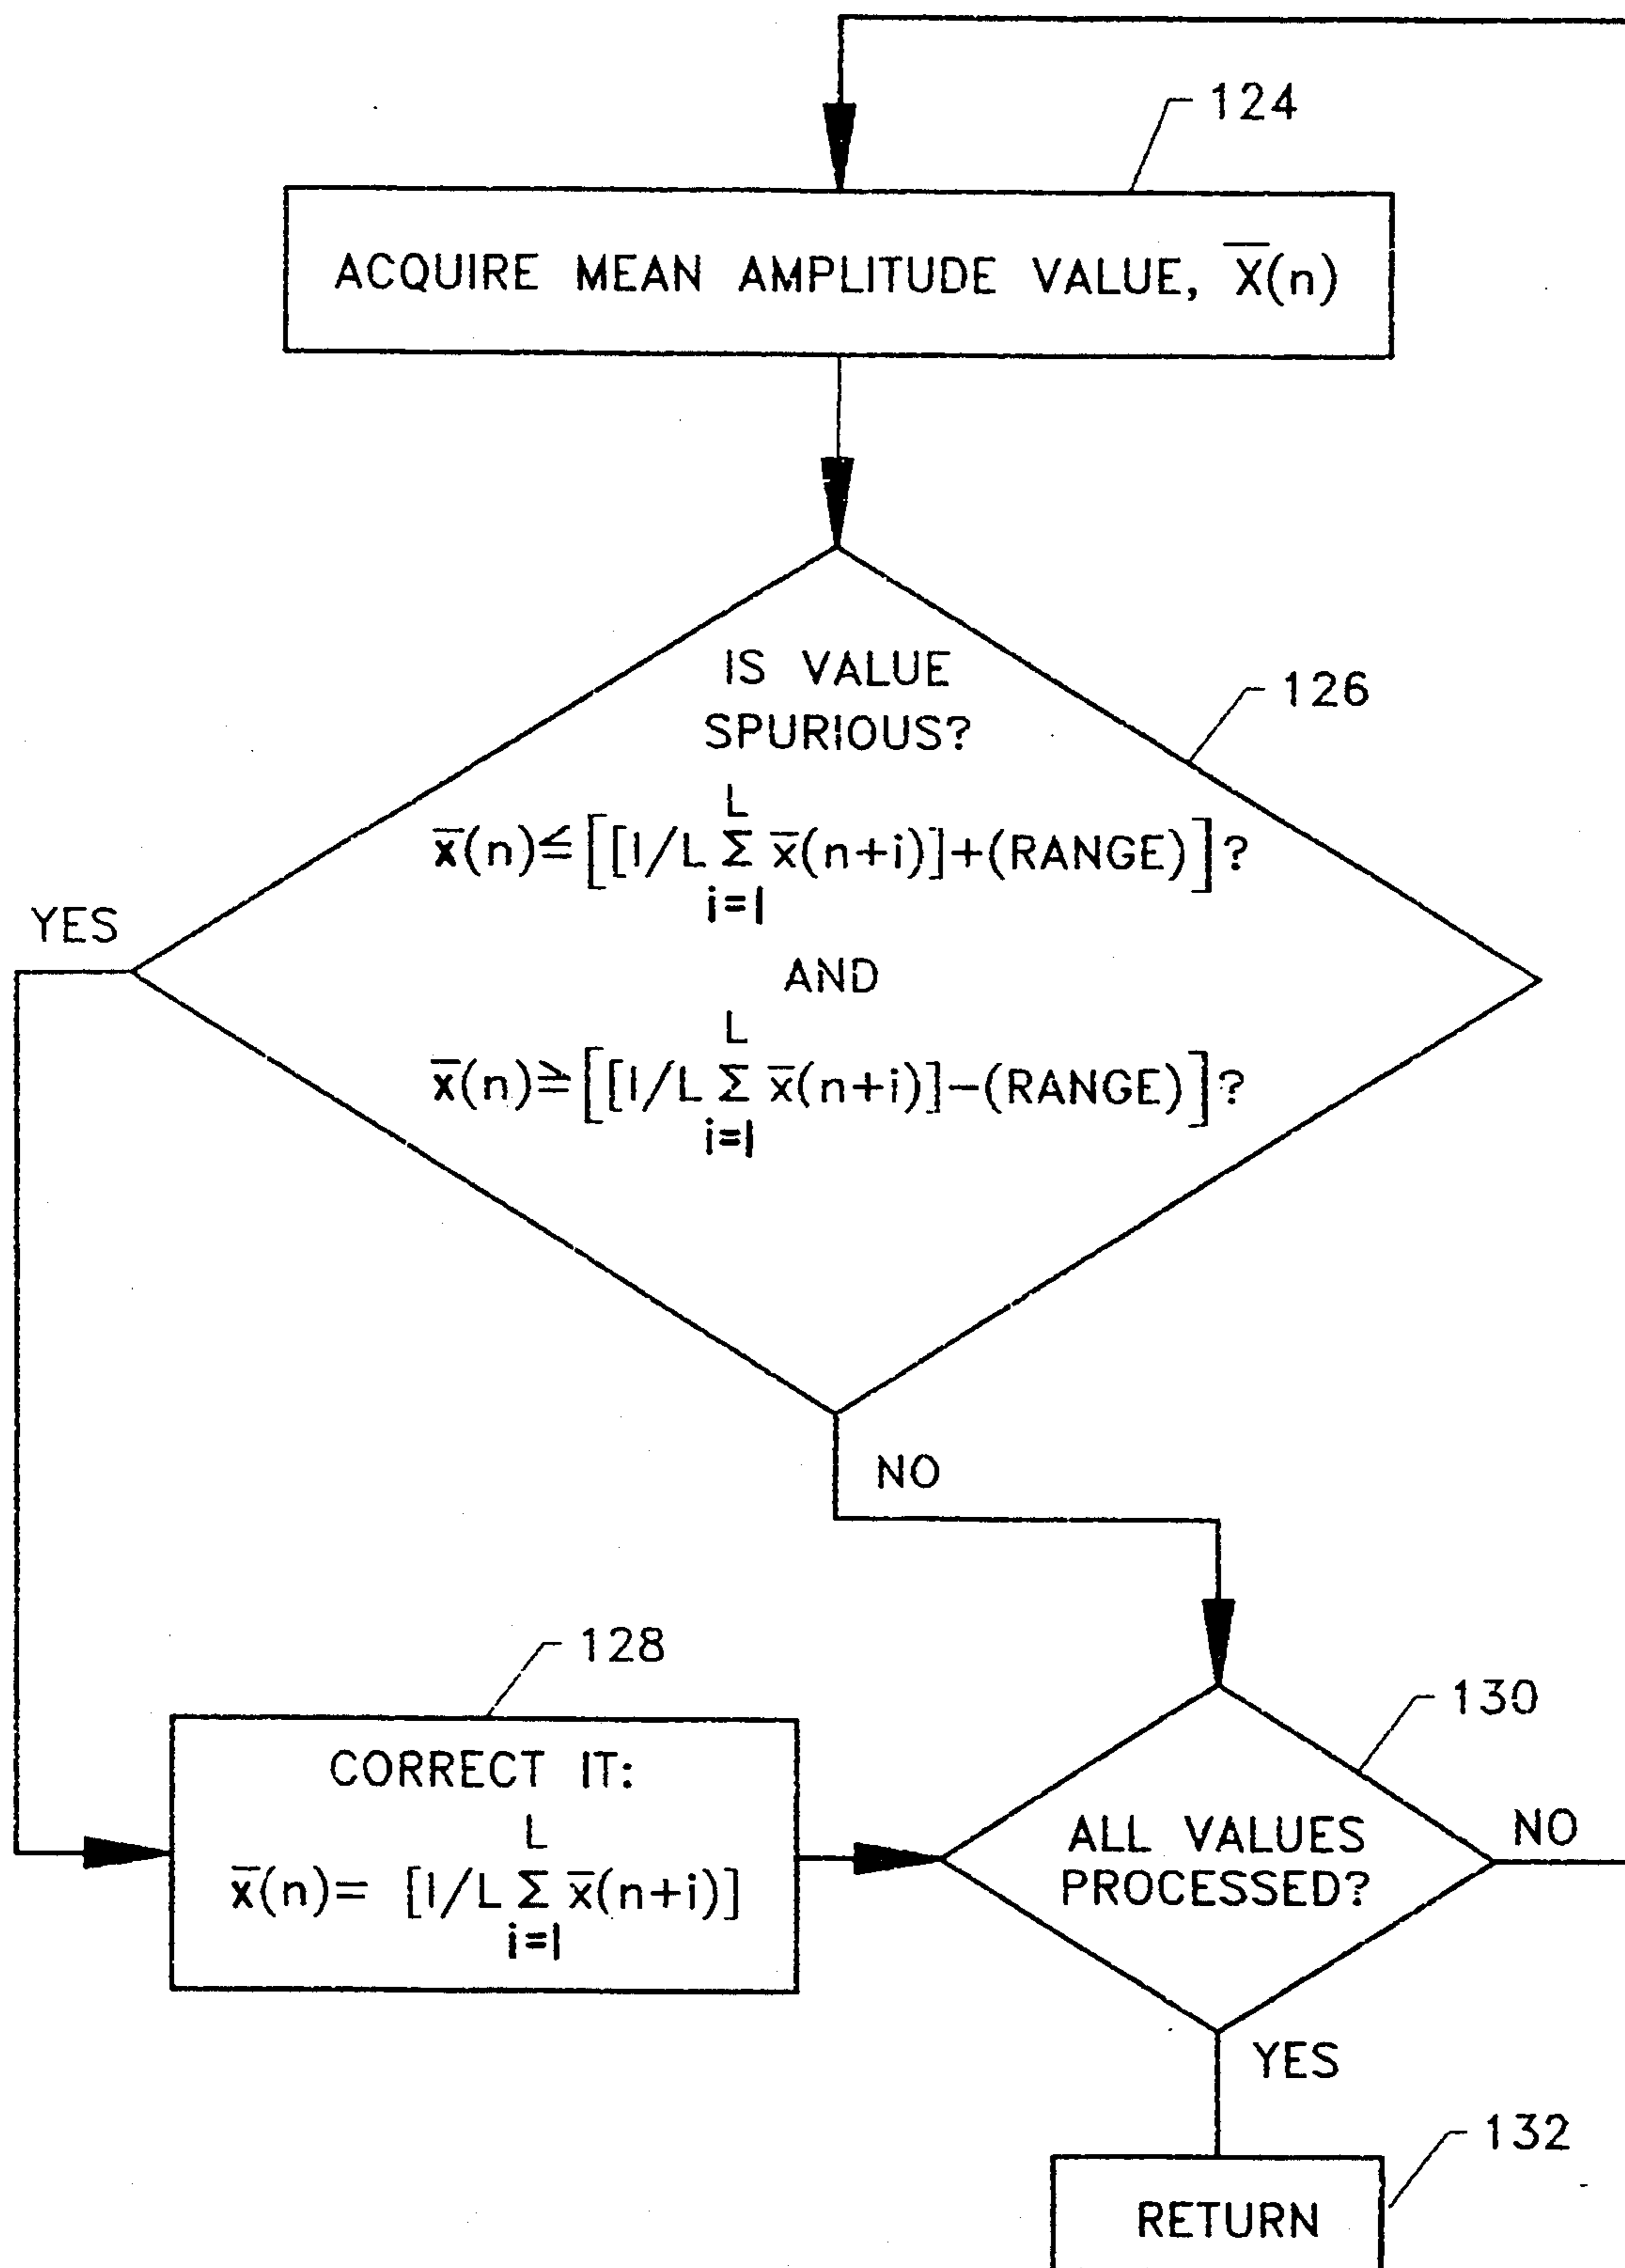 124
ACQUIRE MEAN AMPLITUDE VALUE, X̅(n)
IS VALUE
SPURIOUS?
126
L
x̅(n)≦[[1/L Σ x̅(n+i)]+(RANGE)]?
i=1
YES
AND
L
x̅(n)≧[[1/L Σ x̅(n+i)]−(RANGE)]?
i=1
NO
128
130
CORRECT IT:
L
x̅(n)= [1/L Σ x̅(n+i)]
i=1
ALL VALUES
PROCESSED?
NO
YES
132
RETURN